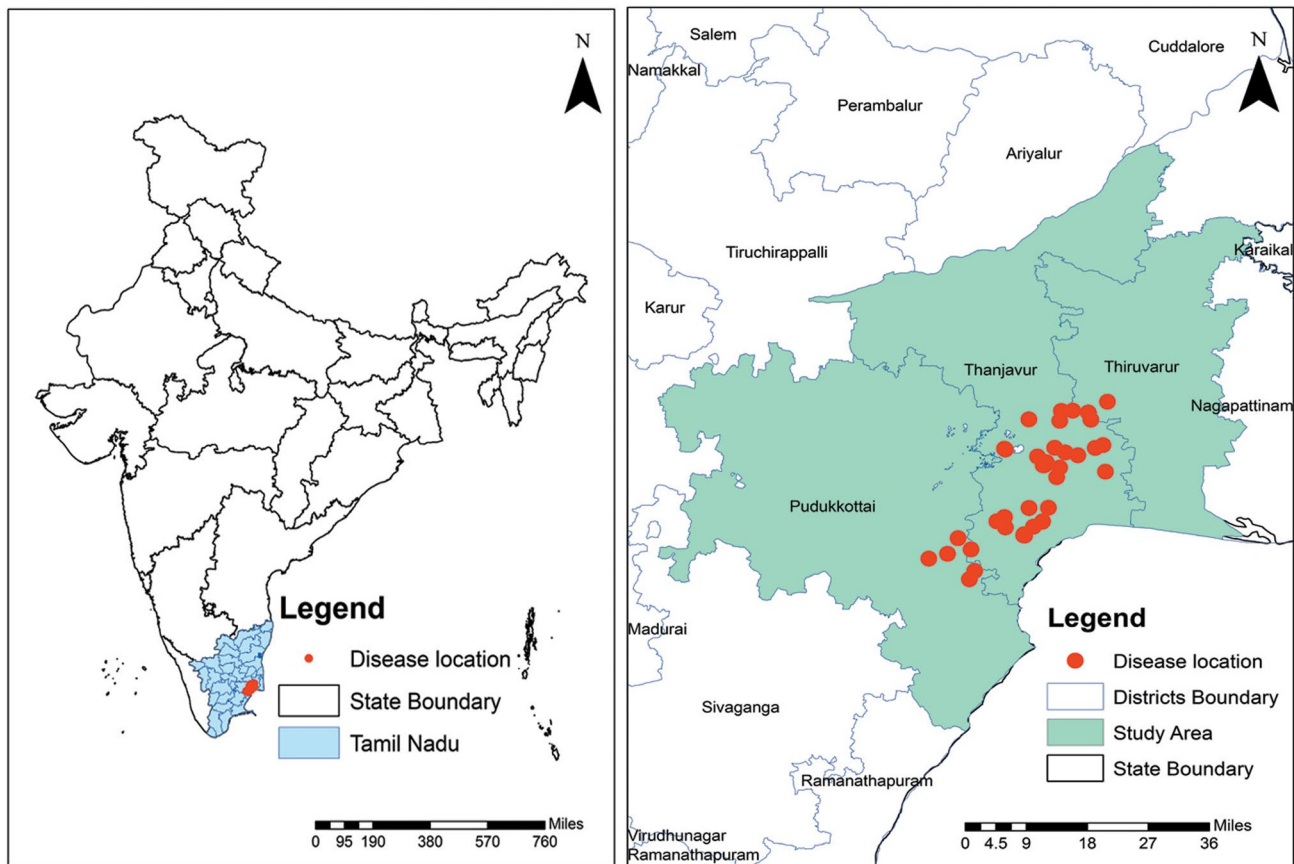 N
Legend
Disease location
State Boundary
Tamil Nadu
Miles
0 95 190 380 570 760
Salem
Cuddalore
N
Namakkal
Perambalur
Ariyalur
Tiruchirappalli
Karaikal
Karur
Thanjavur
Thiruvarur
Nagapattinam
Pudukkottai
Madurai
Sivaganga
Ramanathapuram
Virudhunagar
Ramanathapuram
Legend
Disease location
Districts Boundary
Study Area
State Boundary
Miles
0 4.5 9 18 27 36